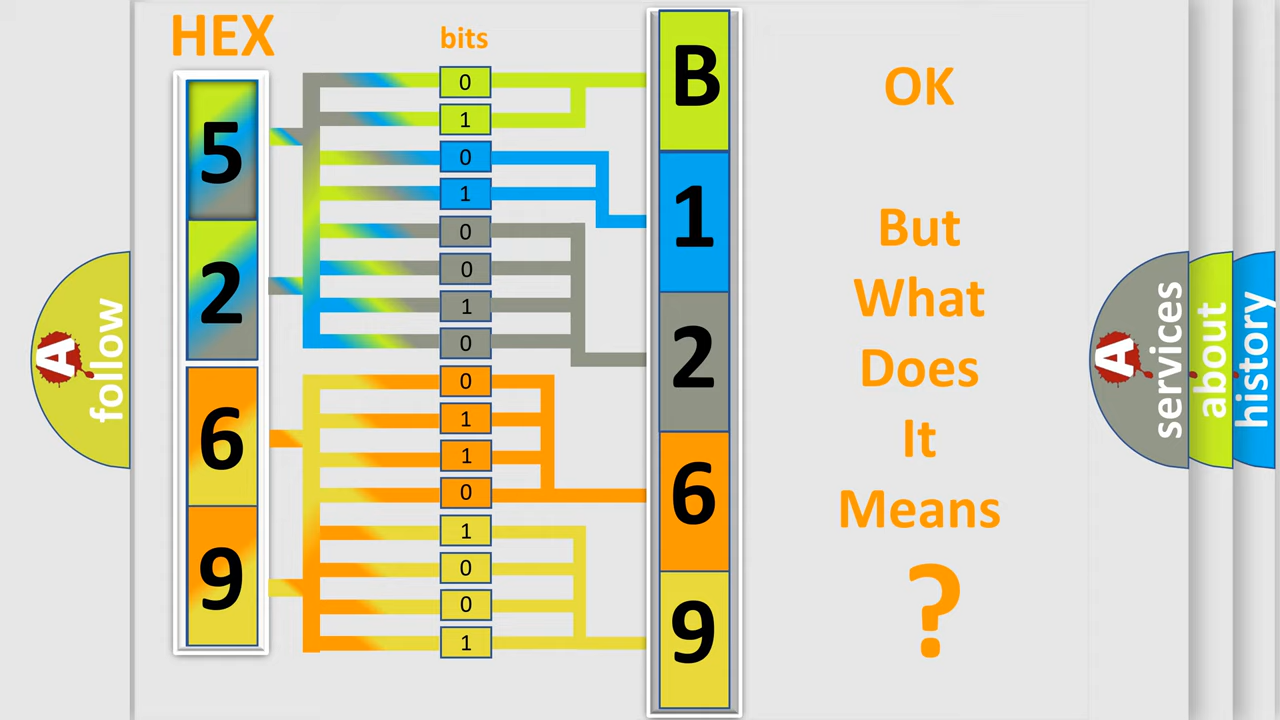 HEX
bits
5
2
6
9
0
1
0
1
0
0
1
0
0
1
1
0
1
0
0
1
B
1
2
6
9
OK
But
What
Does
It
Means
?
A
follow
A
services
about
history